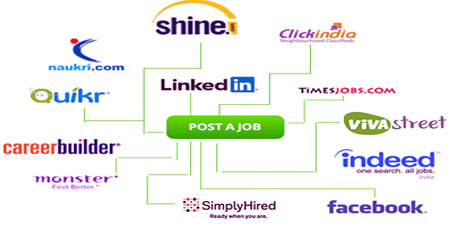 shine.com
Clickindia
Neighbourhood Classifieds
naukri.com
LinkedIn
TIMESJOBS.COM
Quikr
POST A JOB
VIVAstreet
careerbuilder
indeed
one search. all jobs.
India
monster
Find Better.™
SimplyHired
Ready when you are.
facebook